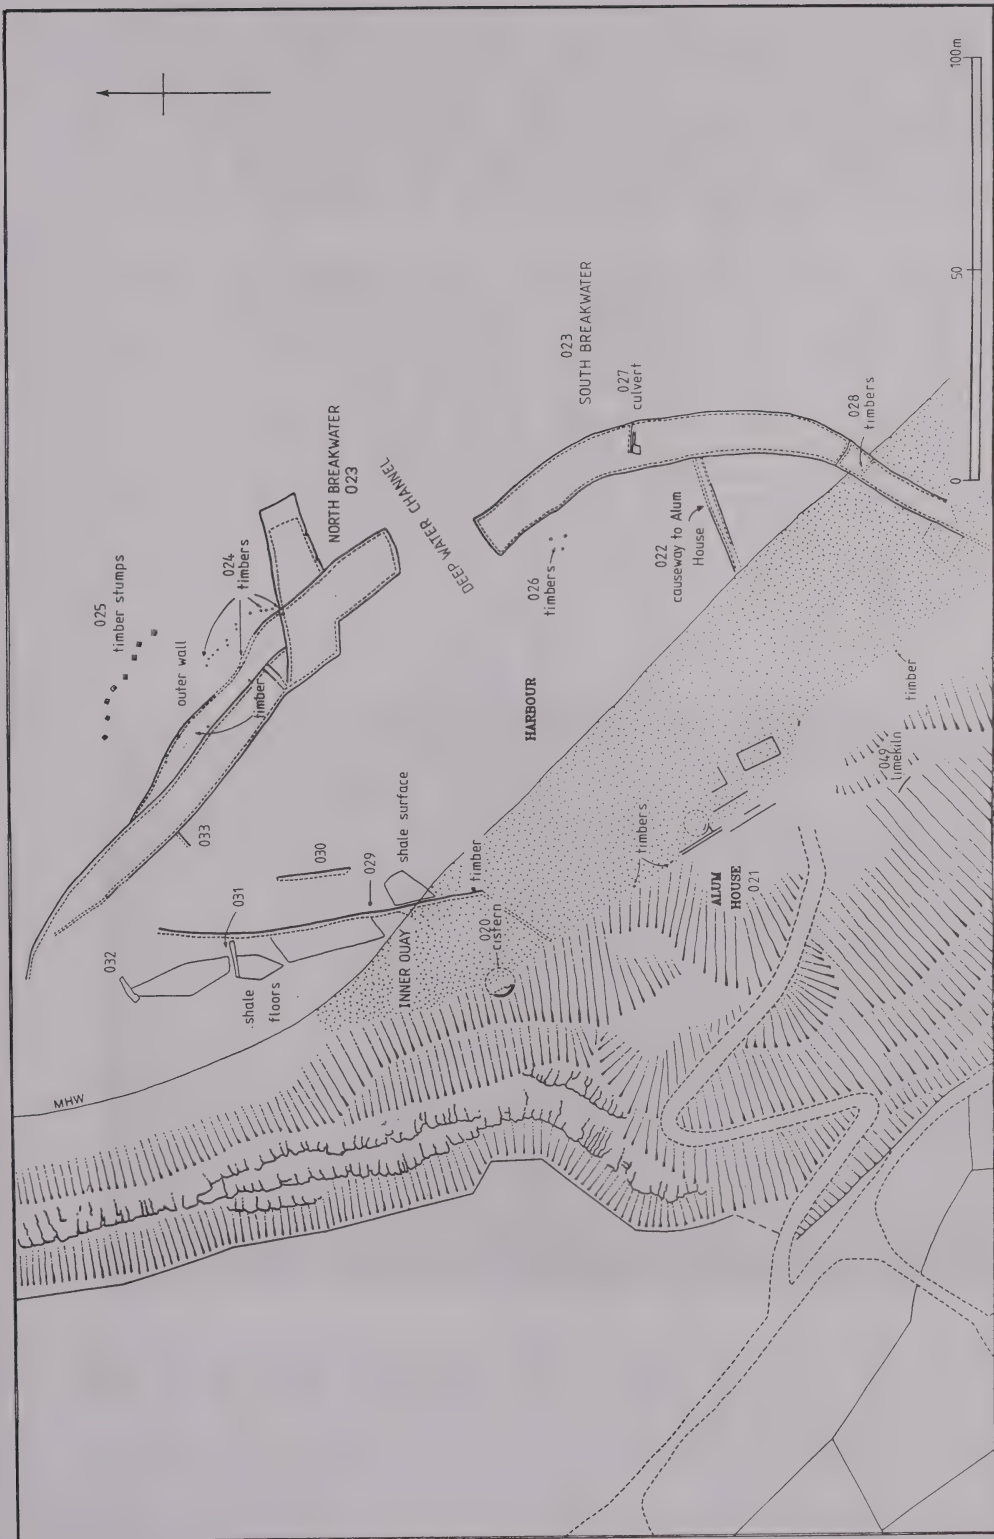 025
timber stumps
outer wall
024
timbers
timber
NORTH BREAKWATER
023
DEEP WATER CHANNEL
033
032
031
030
029
shale
floors
shale surface
timber
INNER QUAY
020
cistern
MHW
HARBOUR
026
timbers
023
SOUTH BREAKWATER
027
culvert
022
causeway to Alum
House
028
timbers
timbers
ALUM
HOUSE
021
049
limekiln
timber
0
50
100m